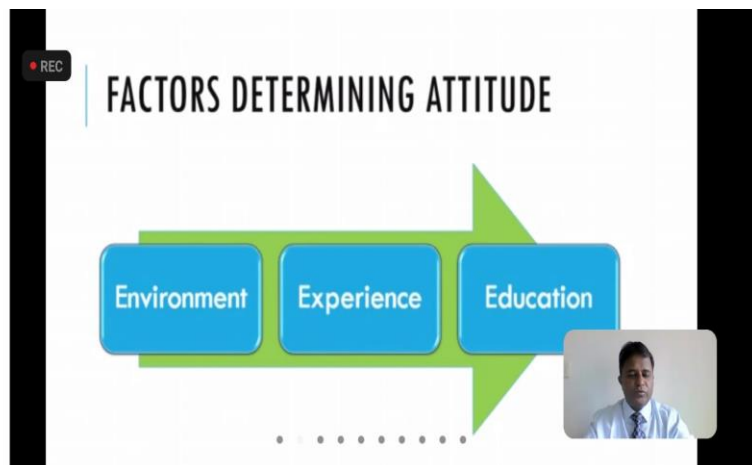 REC
FACTORS DETERMINING ATTITUDE
Environment
Experience
Education